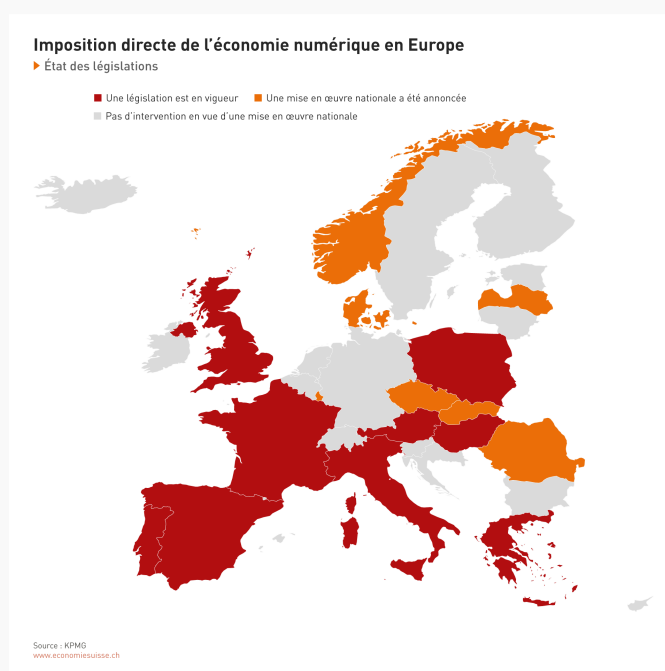 Imposition directe de l'économie numérique en Europe
État des législations
Une législation est en vigueur Une mise en œuvre nationale a été annoncée
Pas d'intervention en vue d'une mise en œuvre nationale
Source : KPMG
www.economiesuisse.ch